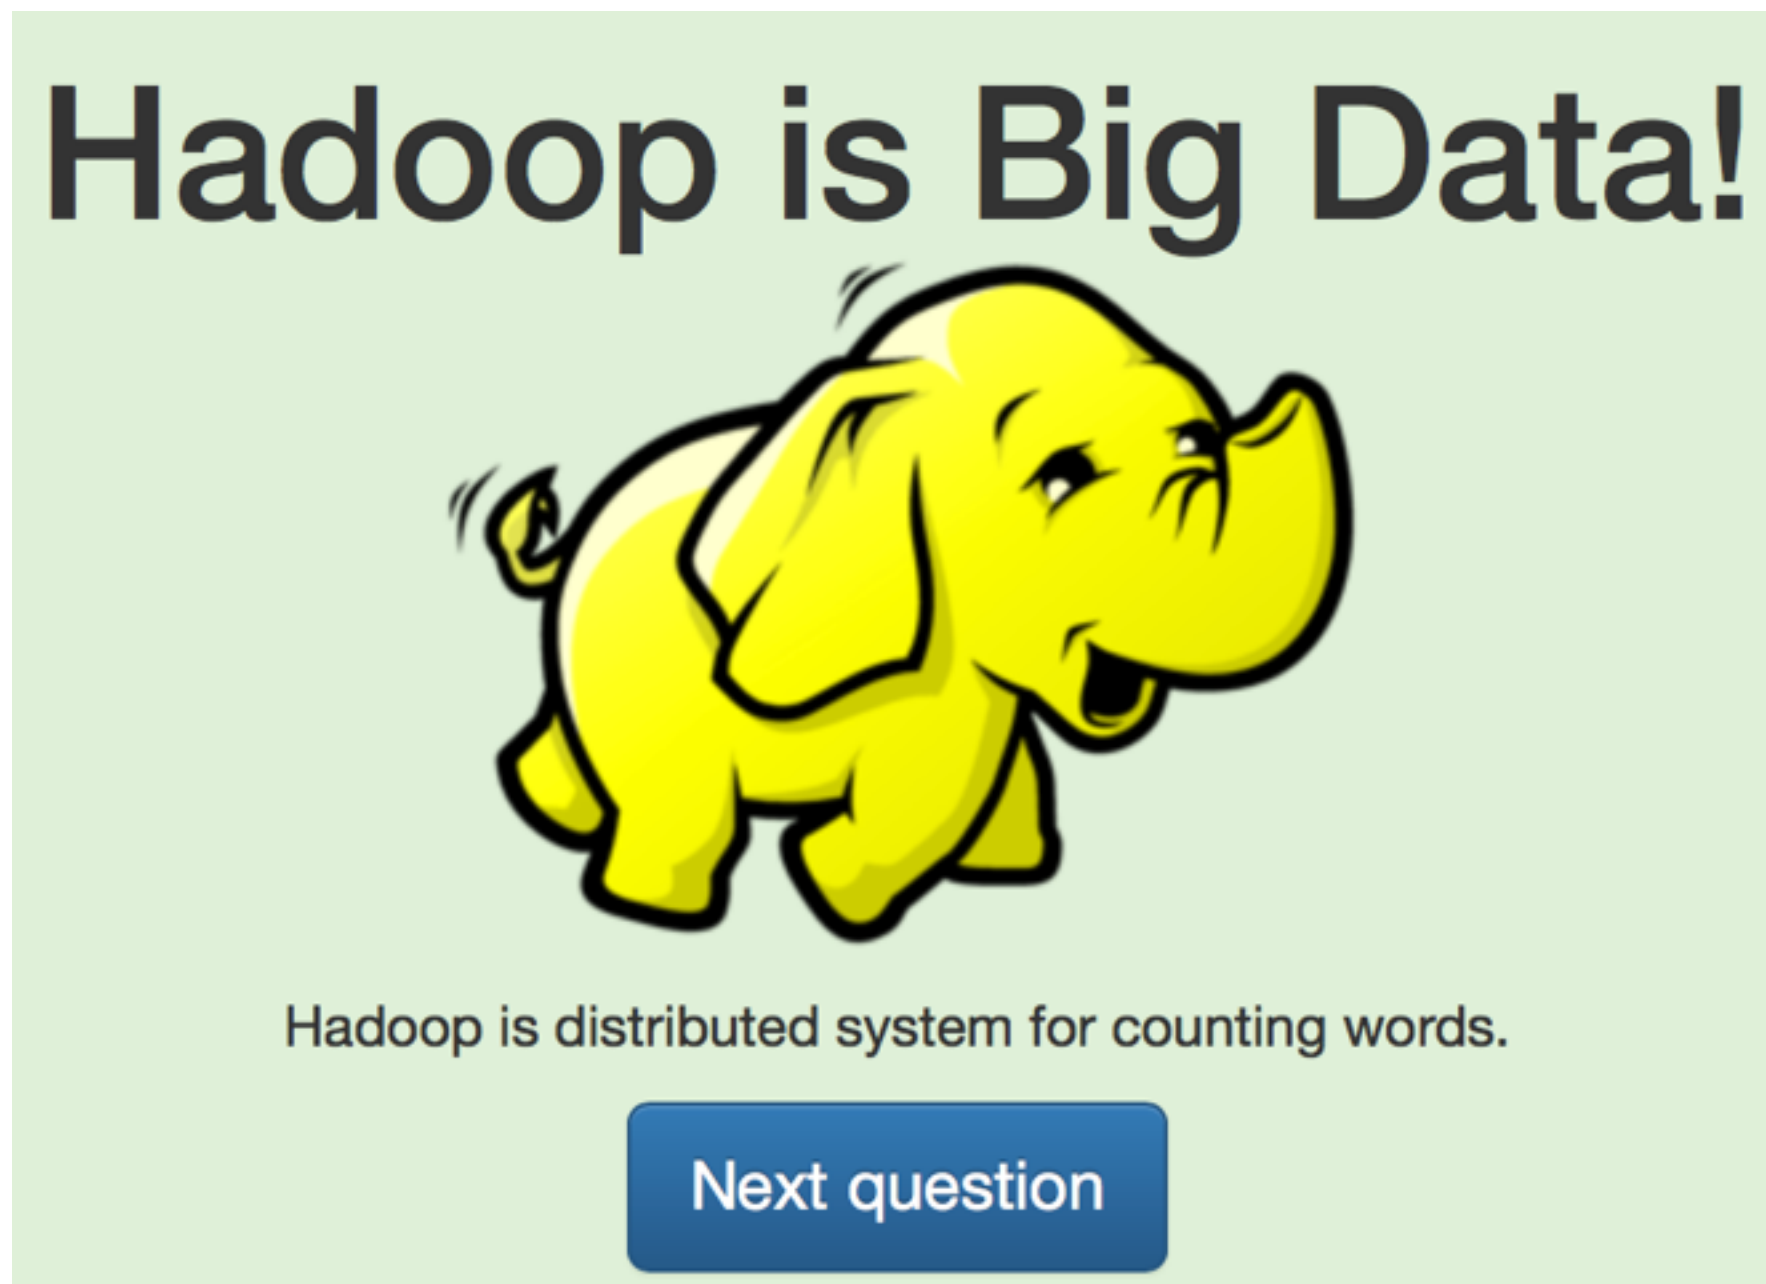 Hadoop is Big Data!
Hadoop is distributed system for counting words.
Next question